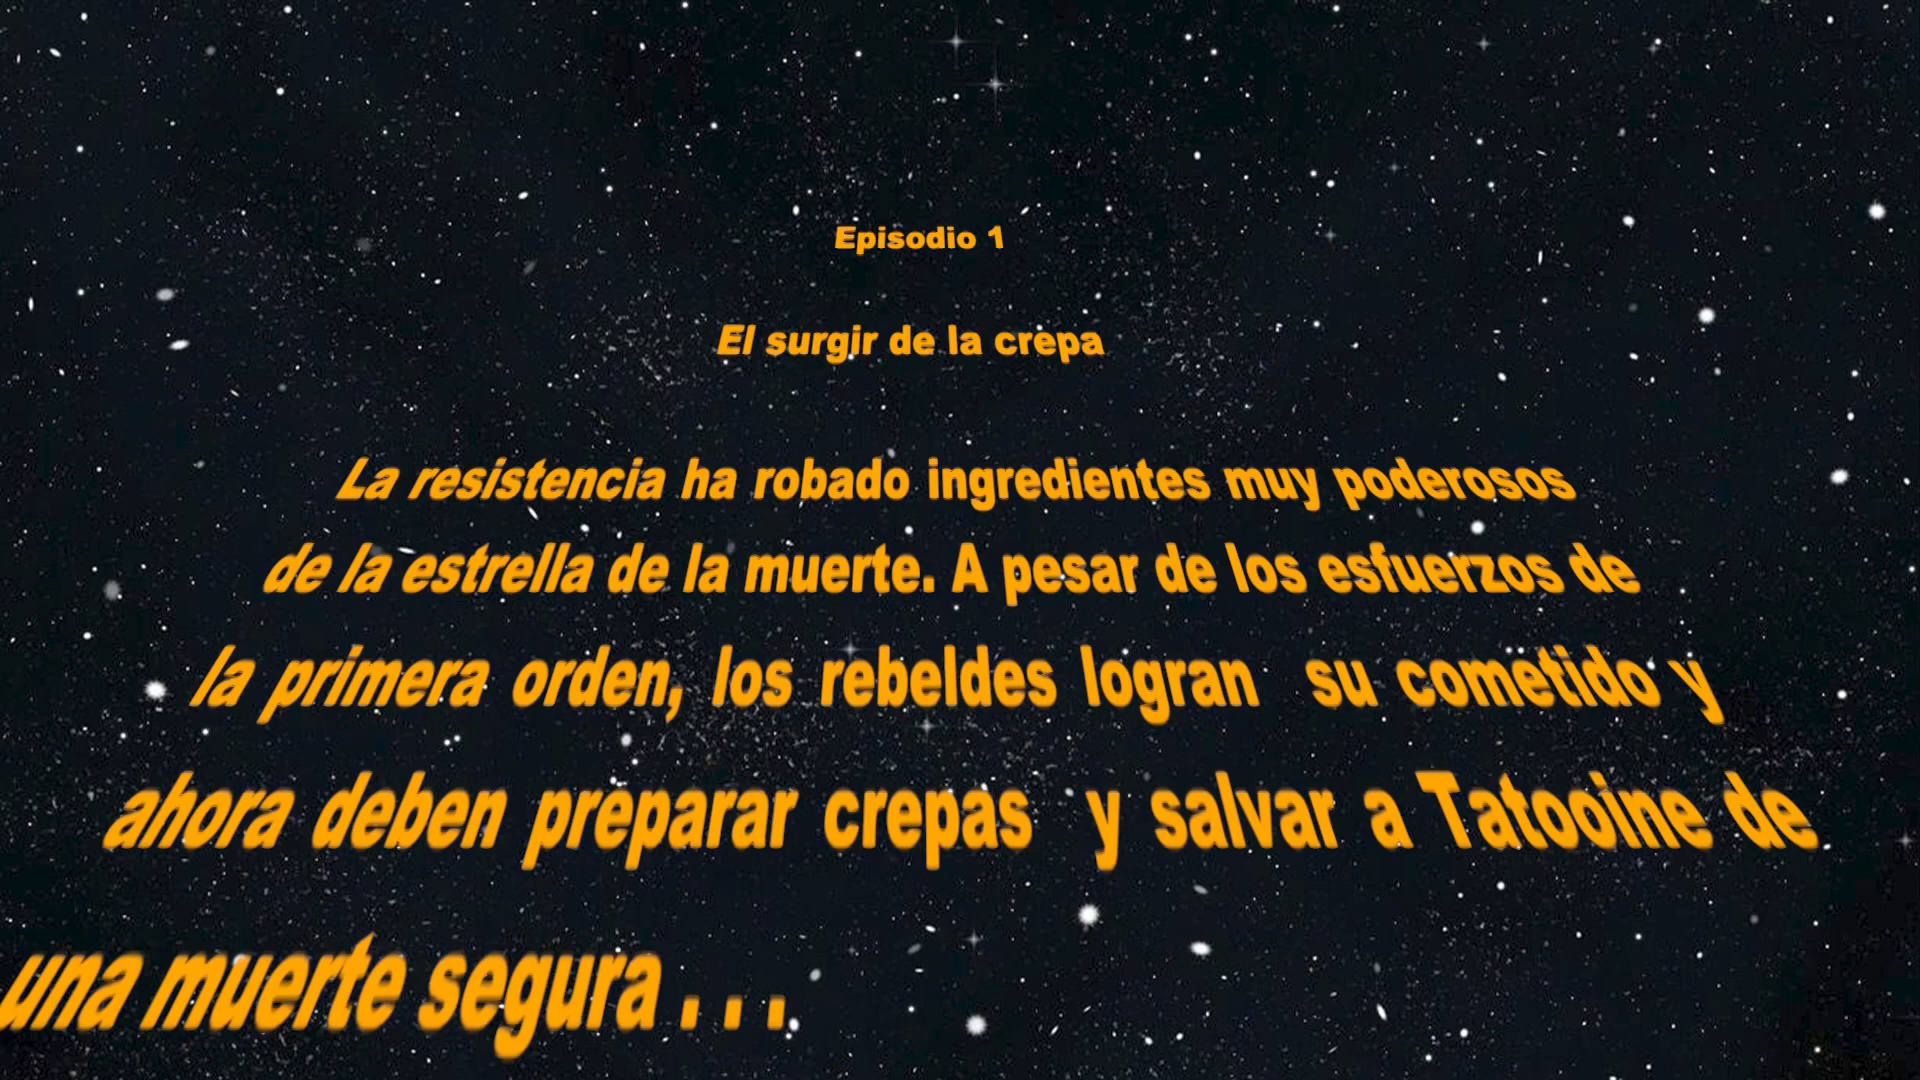 Episodio 1
El surgir de la crepa
La resistencia ha robado ingredientes muy poderosos
de la estrella de la muerte. A pesar de los esfuerzos de
la primera orden, los rebeldes logran su cometido y
ahora deben preparar crepas y salvar a Tatooine de
una muerte segura . . .